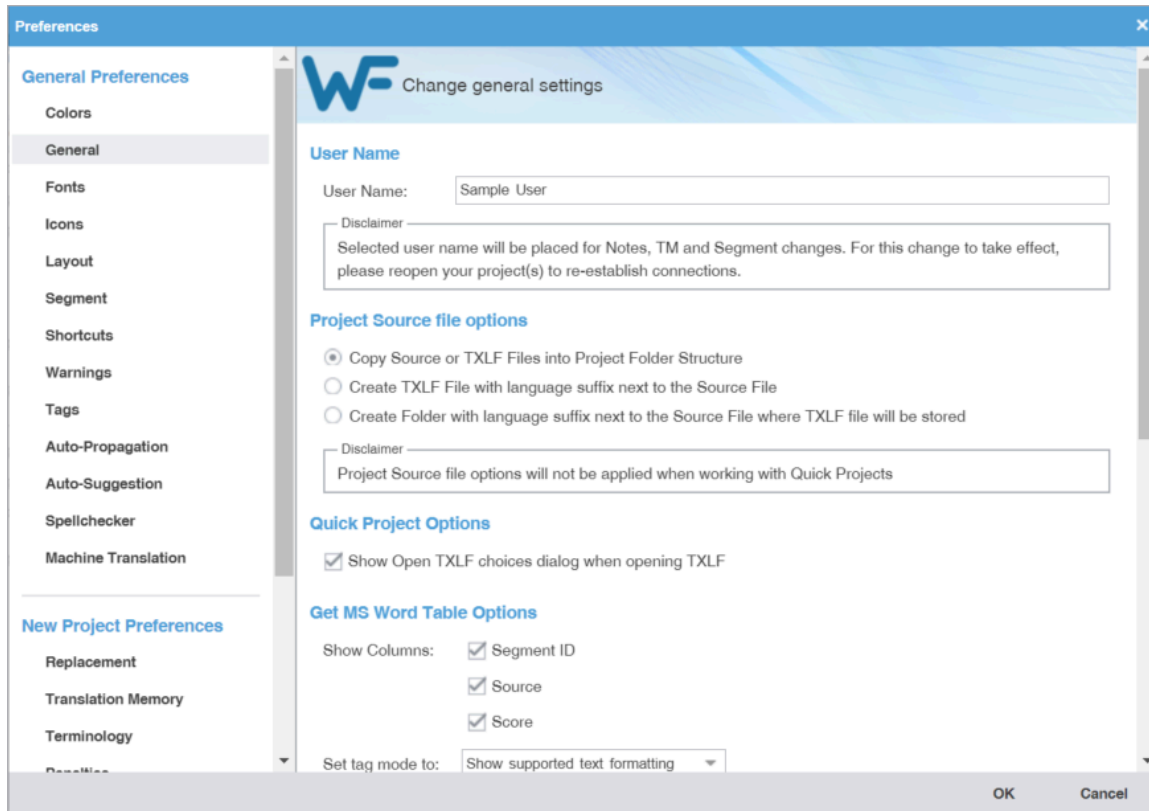 Preferences
General Preferences
Colors
General
Fonts
Icons
Layout
Segment
Shortcuts
Warnings
Tags
Auto-Propagation
Auto-Suggestion
Spellchecker
Machine Translation
New Project Preferences
Replacement
Translation Memory
Terminology
WF Change general settings
User Name
User Name: Sample User
Disclaimer
Selected user name will be placed for Notes, TM and Segment changes. For this change to take effect,
please reopen your project(s) to re-establish connections.
Project Source file options
Copy Source or TXLF Files into Project Folder Structure
Create TXLF File with language suffix next to the Source File
Create Folder with language suffix next to the Source File where TXLF file will be stored
Disclaimer
Project Source file options will not be applied when working with Quick Projects
Quick Project Options
Show Open TXLF choices dialog when opening TXLF
Get MS Word Table Options
Show Columns: Segment ID
Source
Score
Set tag mode to: Show supported text formatting
OK Cancel